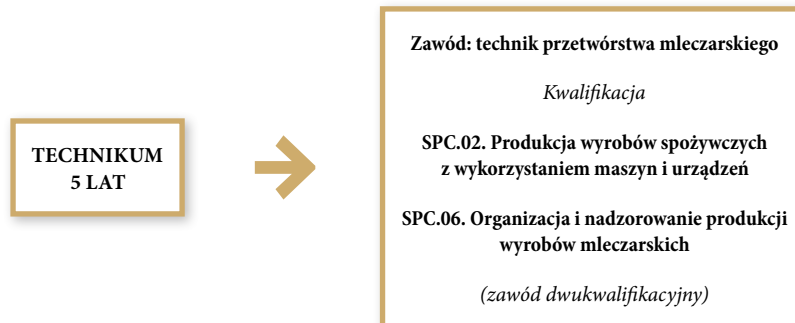 TECHNIKUM
5 LAT
Zawód: technik przetwórstwa mleczarskiego
Kwalifikacja
SPC.02. Produkcja wyrobów spożywczych
z wykorzystaniem maszyn i urządzeń
SPC.06. Organizacja i nadzorowanie produkcji
wyrobów mleczarskich
(zawód dwukwalifikacyjny)